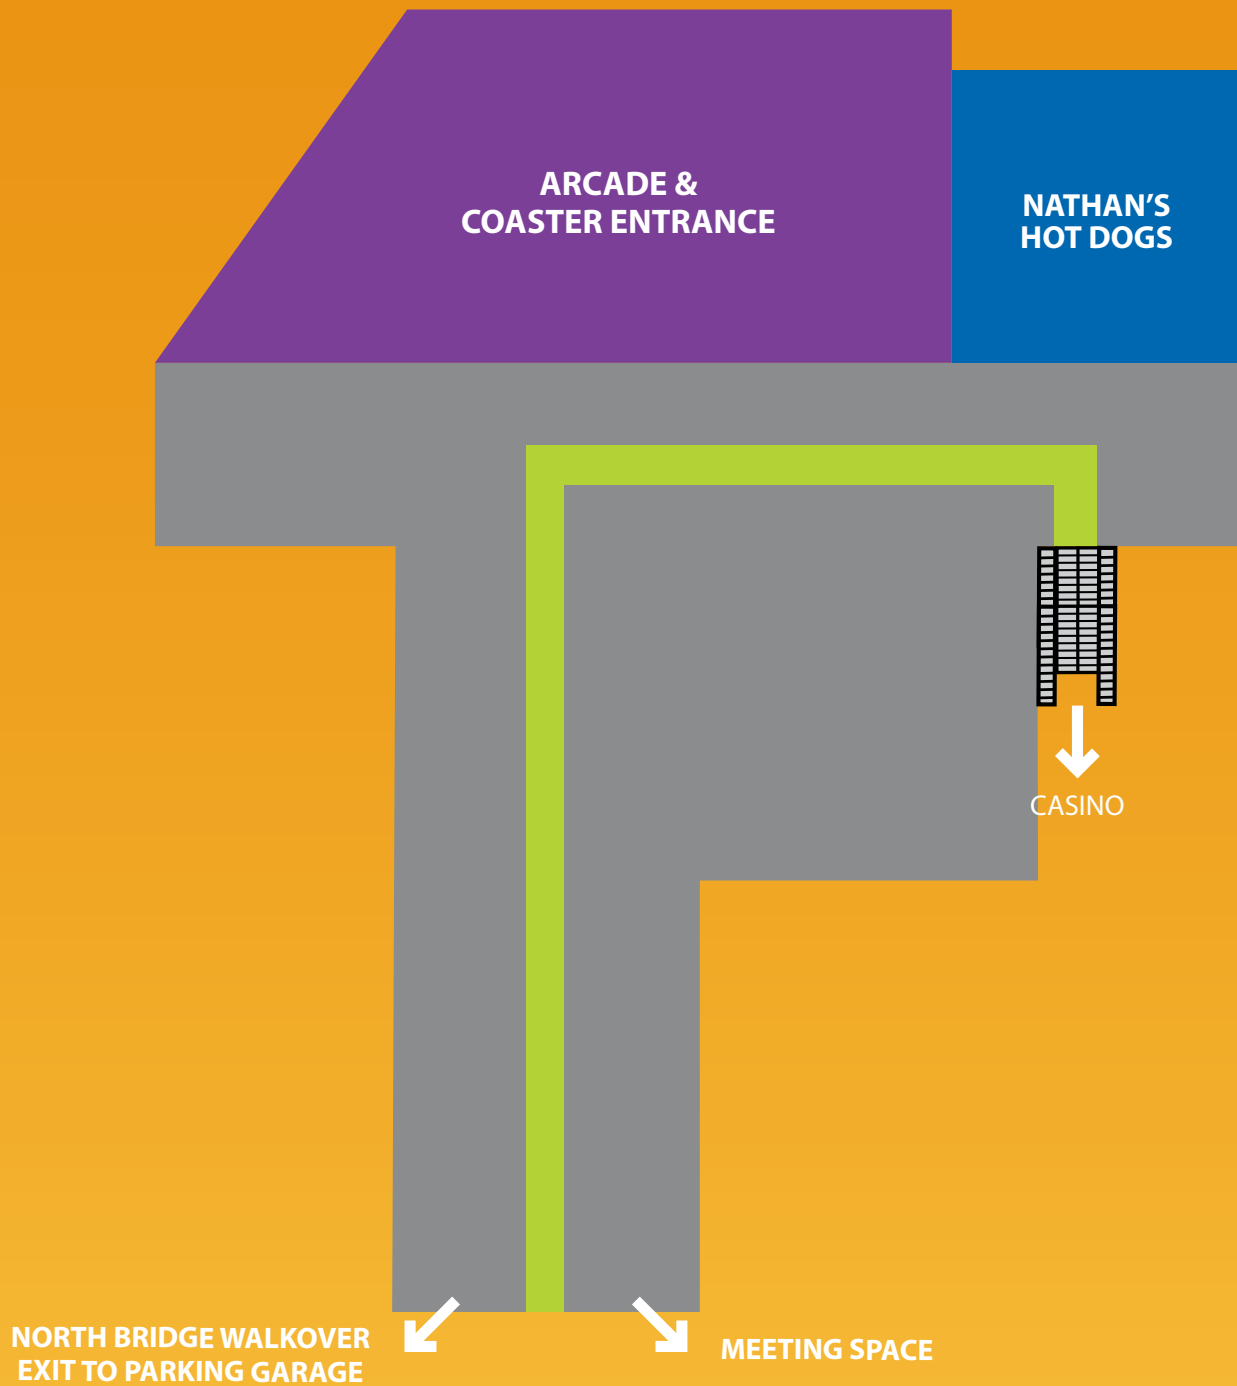 ARCADE &
COASTER ENTRANCE
NATHAN'S
HOT DOGS
CASINO
NORTH BRIDGE WALKOVER
EXIT TO PARKING GARAGE
MEETING SPACE